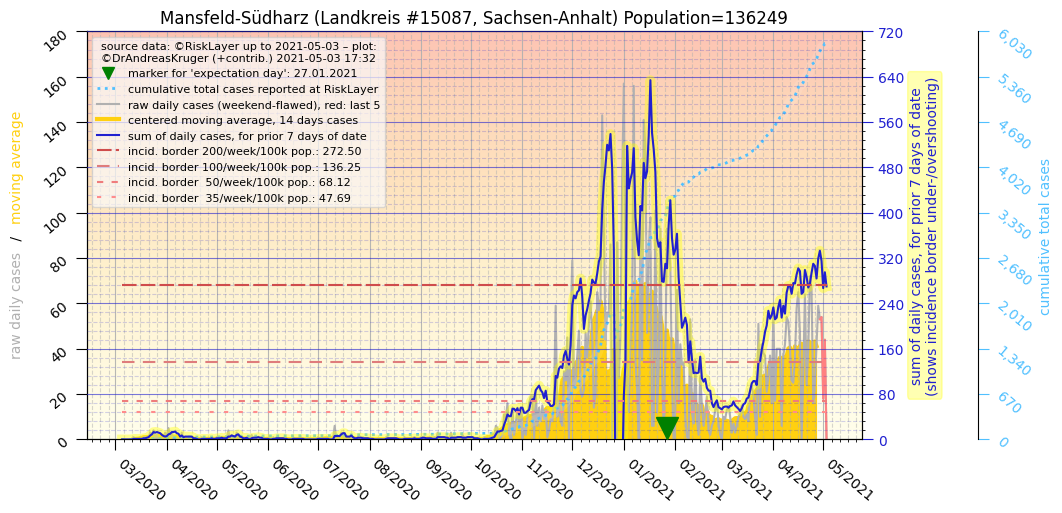 Mansfeld-Südharz (Landkreis #15087, Sachsen-Anhalt) Population=136249
source data: ©RiskLayer up to 2021-05-03 – plot:
©DrAndreasKruger (+contrib.) 2021-05-03 17:32
marker for 'expectation day': 27.01.2021
cumulative total cases reported at RiskLayer
raw daily cases (weekend-flawed), red: last 5
centered moving average, 14 days cases
sum of daily cases, for prior 7 days of date
incid. border 200/week/100k pop.: 272.50
incid. border 100/week/100k pop.: 136.25
incid. border  50/week/100k pop.: 68.12
incid. border  35/week/100k pop.: 47.69
raw daily cases  /  moving average
180
160
140
120
100
80
60
40
20
0
03/2020
04/2020
05/2020
06/2020
07/2020
08/2020
09/2020
10/2020
11/2020
12/2020
01/2021
02/2021
03/2021
04/2021
05/2021
720
640
560
480
400
320
240
160
80
0
sum of daily cases, for prior 7 days of date
(shows incidence border under-/overshooting)
6,030
5,360
4,690
4,020
3,350
2,680
2,010
1,340
670
0
cumulative total cases